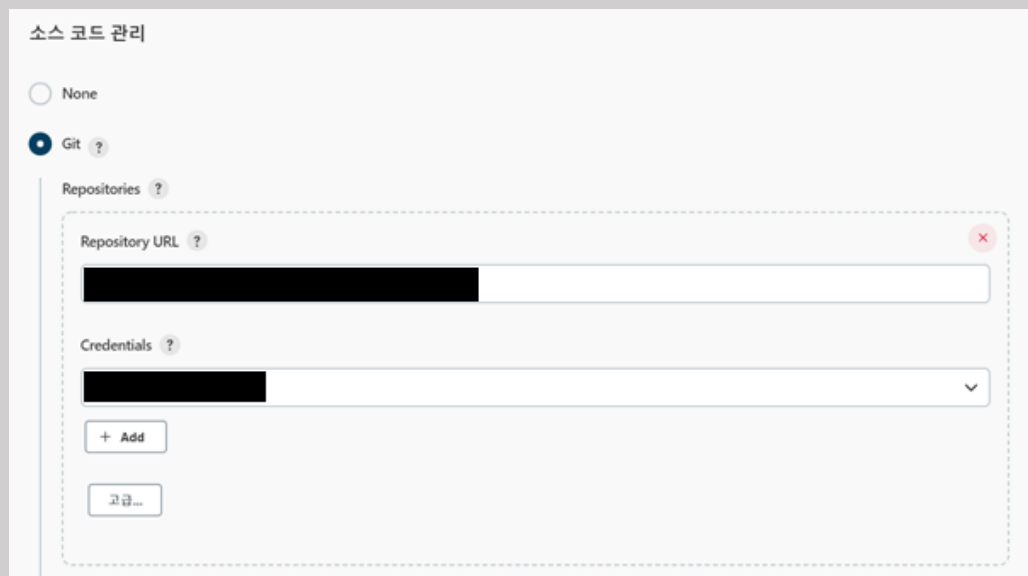 소스 코드 관리
None
Git ?
Repositories ?
Repository URL ?
Credentials ?
+ Add
고급...